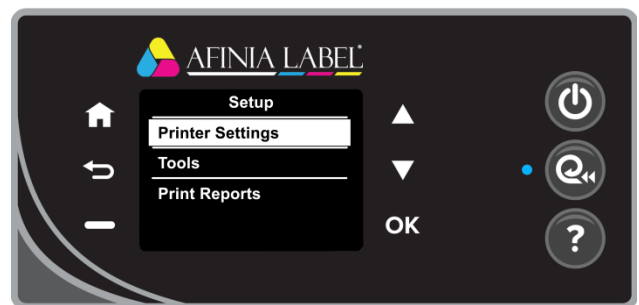 AFINIA LABEL
Setup
Printer Settings
Tools
Print Reports
OK
?